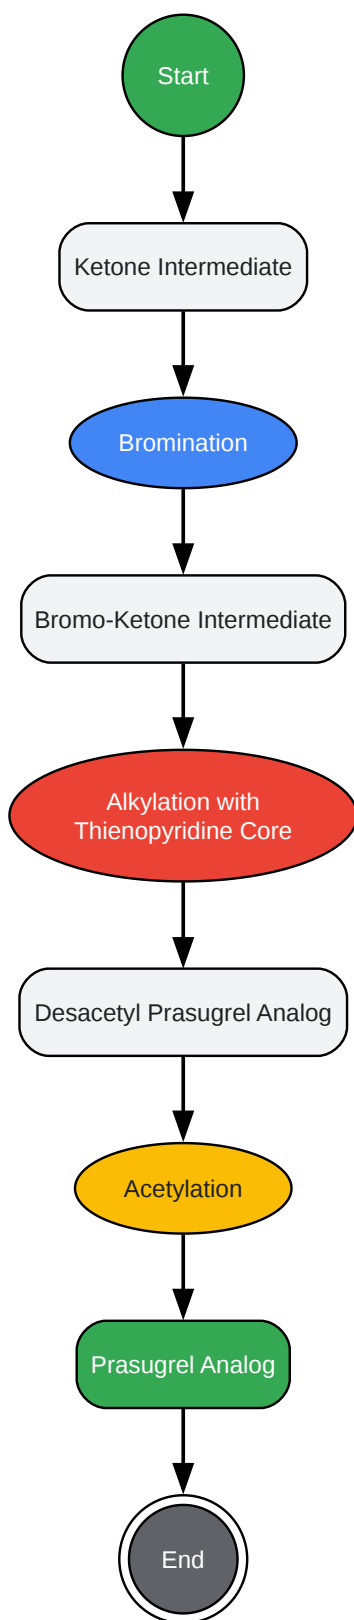 Start
Ketone Intermediate
Bromination
Bromo-Ketone Intermediate
Alkylation with
Thienopyridine Core
Desacetyl Prasugrel Analog
Acetylation
Prasugrel Analog
End